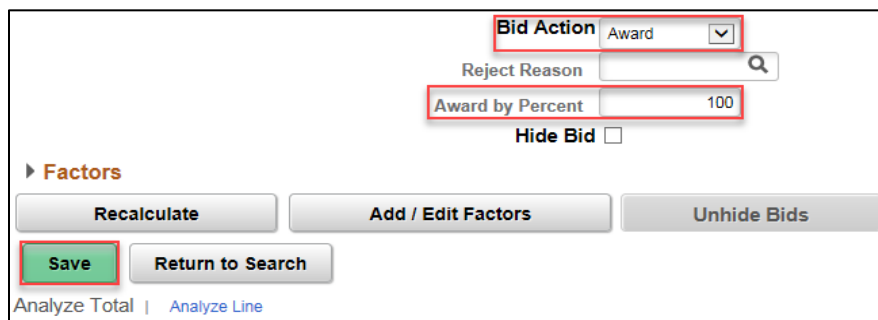 Bid Action Award
Reject Reason
Award by Percent 100
Hide Bid
Factors
Recalculate Add / Edit Factors Unhide Bids
Save Return to Search
Analyze Total | Analyze Line